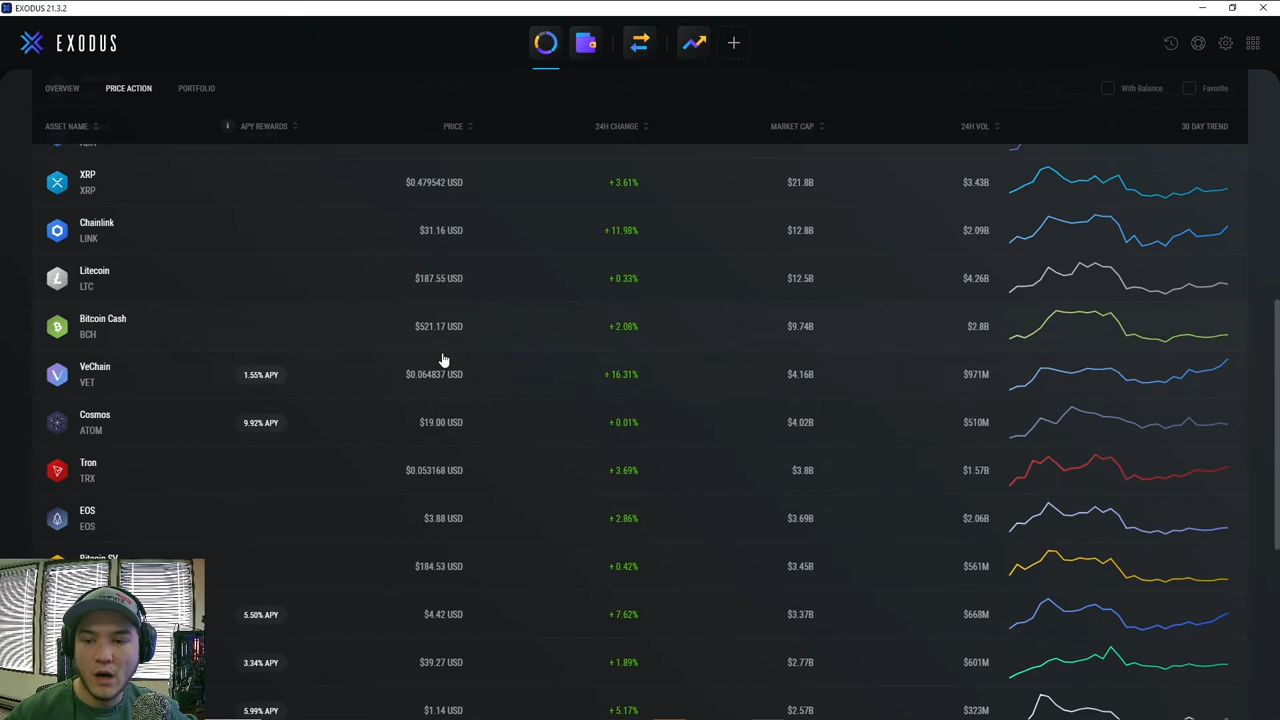 EXODUS 21.3.2
EXODUS
OVERVIEW PRICE ACTION PORTFOLIO With Balance Favorite
ASSET NAME APY REWARDS PRICE 24H CHANGE MARKET CAP 24H VOL 30 DAY TREND
XRP
XRP $0.479542 USD + 3.61% $21.8B $3.43B
Chainlink
LINK $31.16 USD + 11.98% $12.8B $2.09B
Litecoin
LTC $187.55 USD + 0.33% $12.5B $4.26B
Bitcoin Cash
BCH $521.17 USD + 2.08% $9.74B $2.8B
VeChain
VET 1.55% APY $0.064837 USD + 16.31% $4.16B $971M
Cosmos
ATOM 9.92% APY $19.00 USD + 0.01% $4.02B $510M
Tron
TRX $0.053168 USD + 3.69% $3.8B $1.57B
EOS
EOS $3.88 USD + 2.86% $3.69B $2.06B
Bitcoin SV
$184.53 USD + 0.42% $3.45B $561M
5.50% APY $4.42 USD + 7.62% $3.37B $668M
3.34% APY $39.27 USD + 1.89% $2.77B $601M
5.99% APY $1.14 USD + 5.17% $2.57B $323M